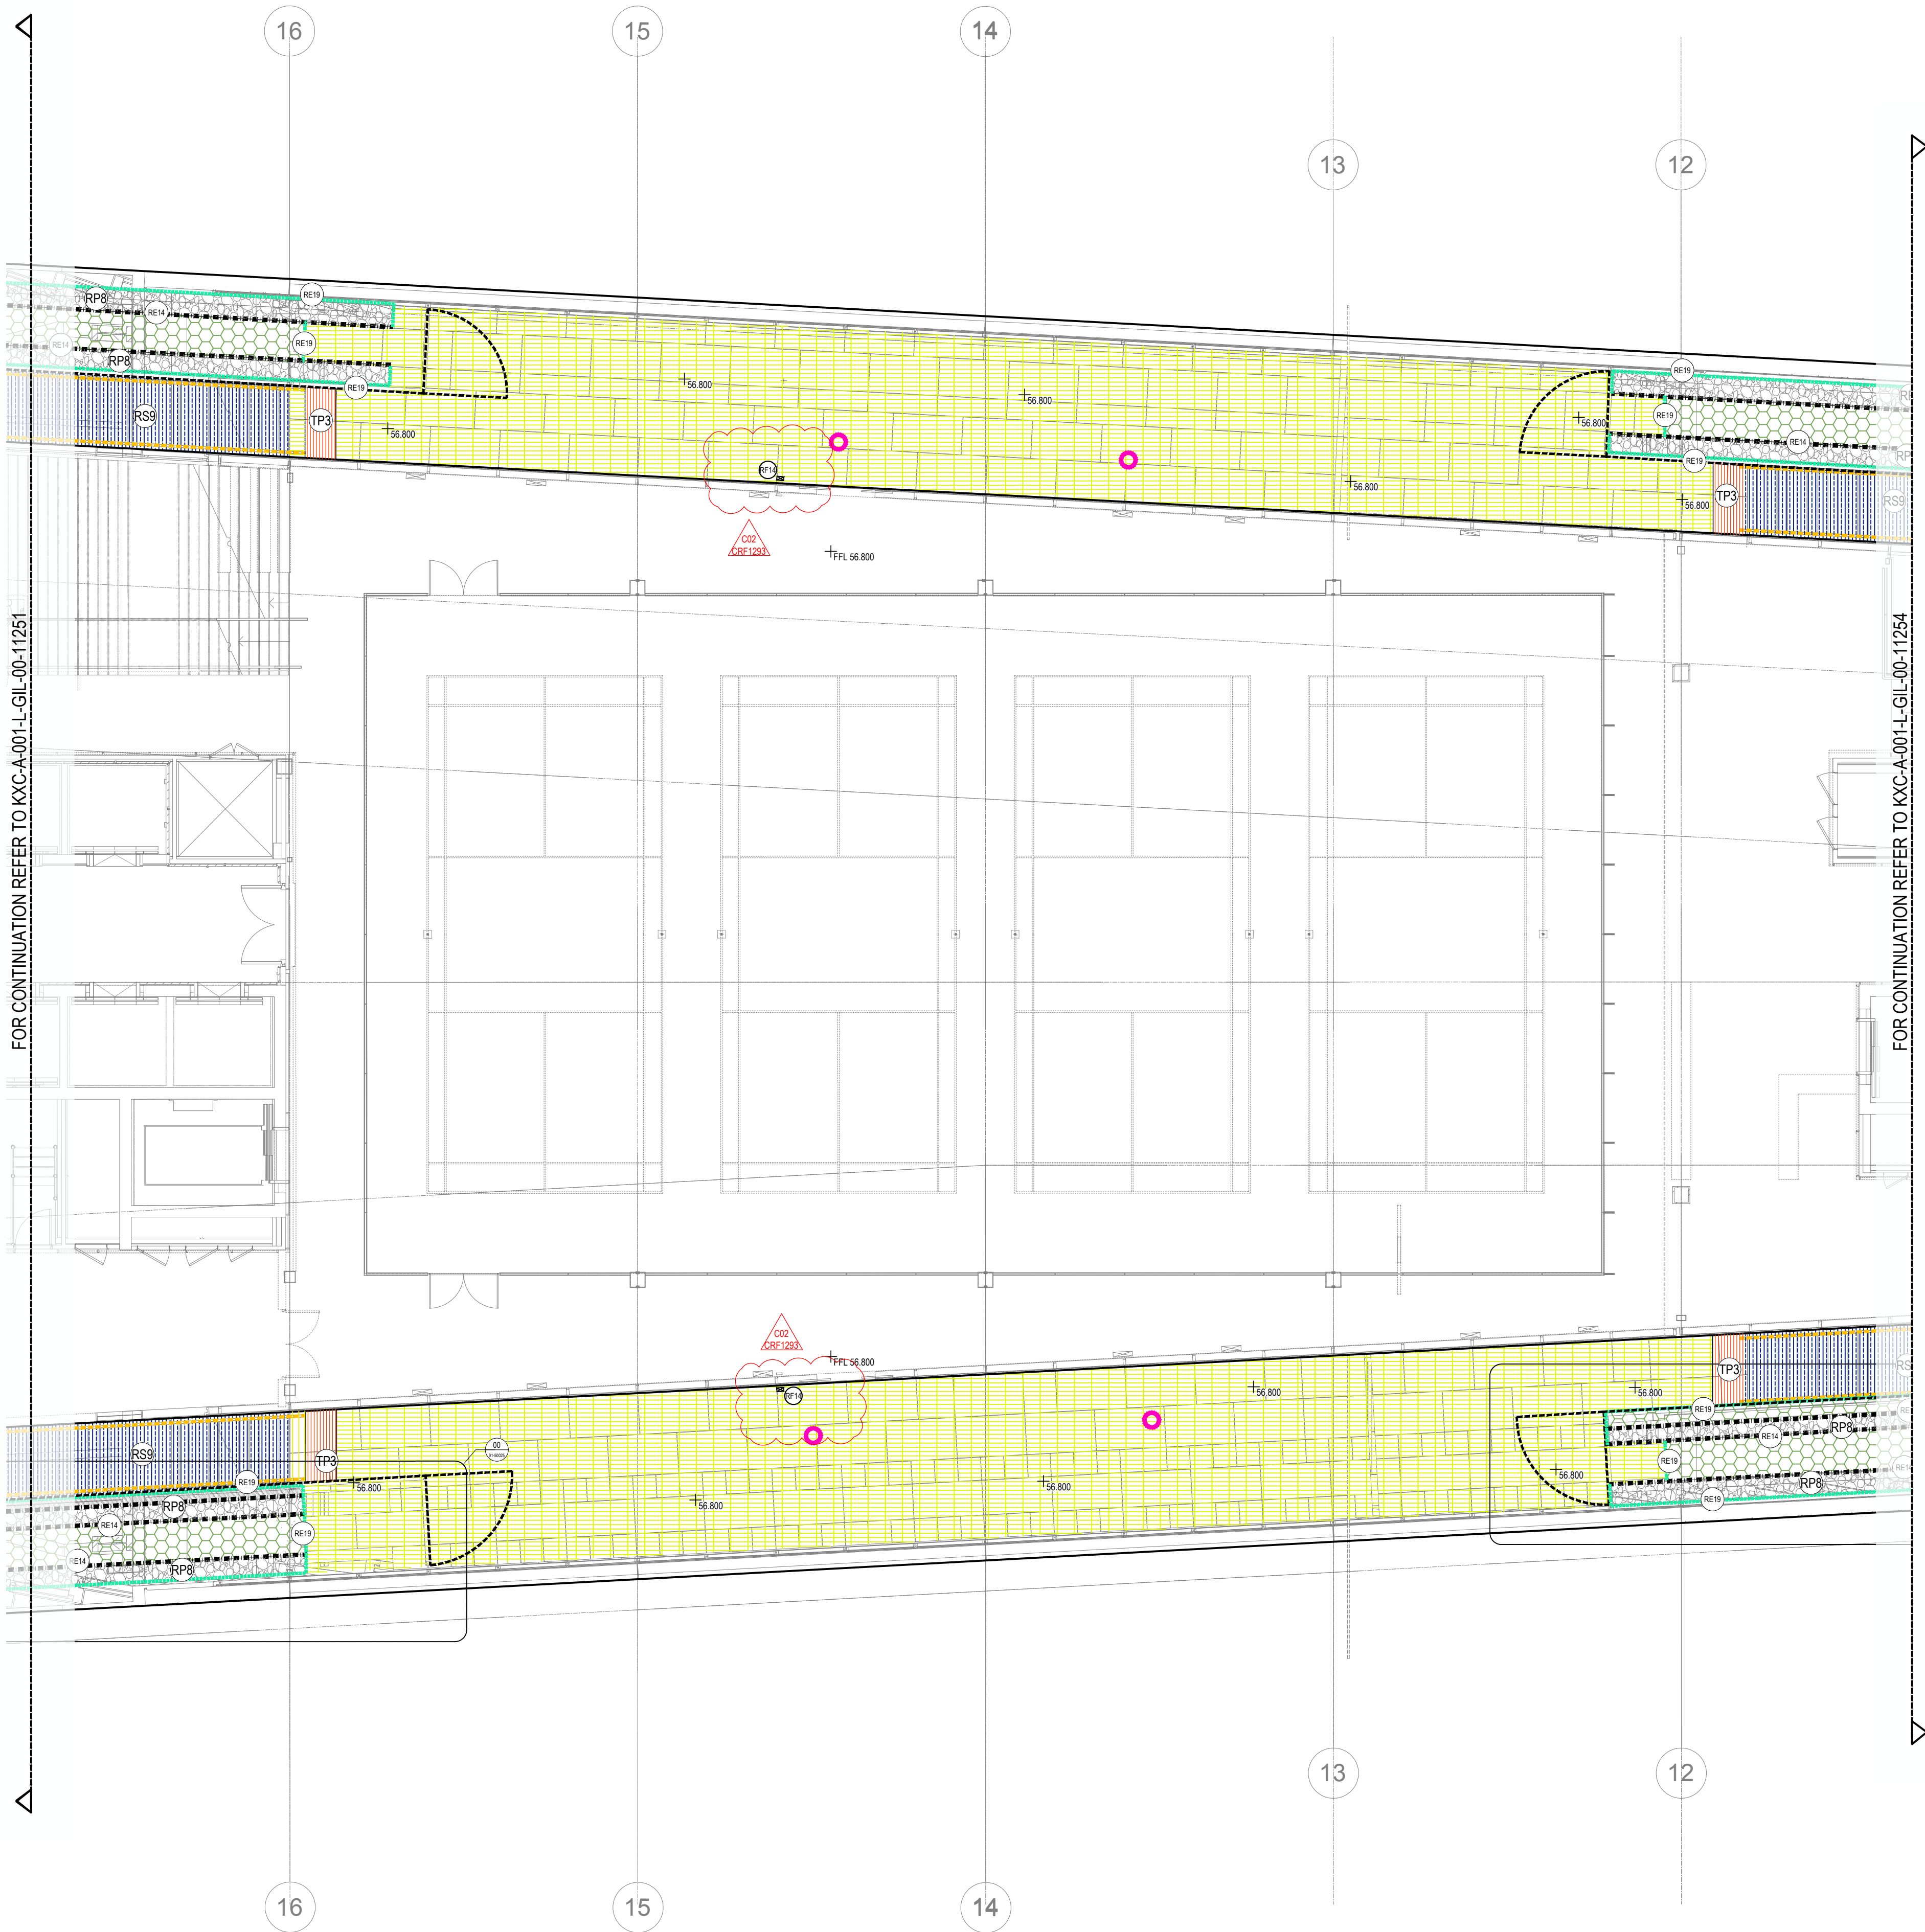 16
15
14
13
12
RE19
RP8
RE14
RE19
RE14
RP8
RE19
RS9
TP3
56.800
56.800
56.800
56.800
56.800
56.800
RF14
C02
CRF1293
FFL 56.800
RE19
RE19
RE14
RE19
TP3
RS9
FOR CONTINUATION REFER TO KXC-A-001-L-GIL-00-11251
FOR CONTINUATION REFER TO KXC-A-001-L-GIL-00-11254
C02
CRF1293
FFL 56.800
RF14
56.800
56.800
TP3
RE19
RP8
RE14
RE19
RP8
RE19
56.800
56.800
56.800
56.800
00
RS9
TP3
RE19
RP8
RE14
RE19
RE14
RP8
13
12
16
15
14